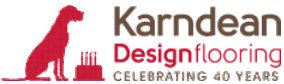 Karndean
Designflooring
CELEBRATING 40 YEARS